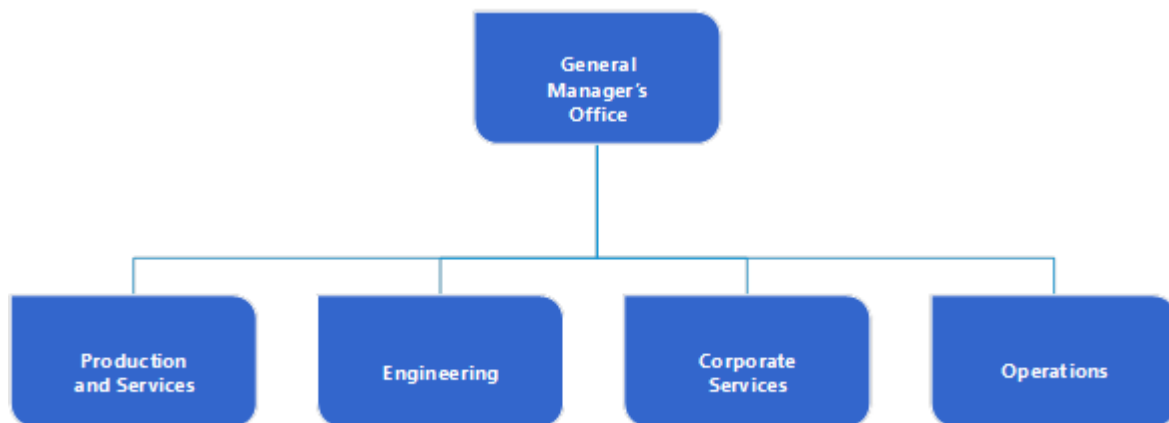 General
Manager’s
Office
Production
and Services
Engineering
Corporate
Services
Operations